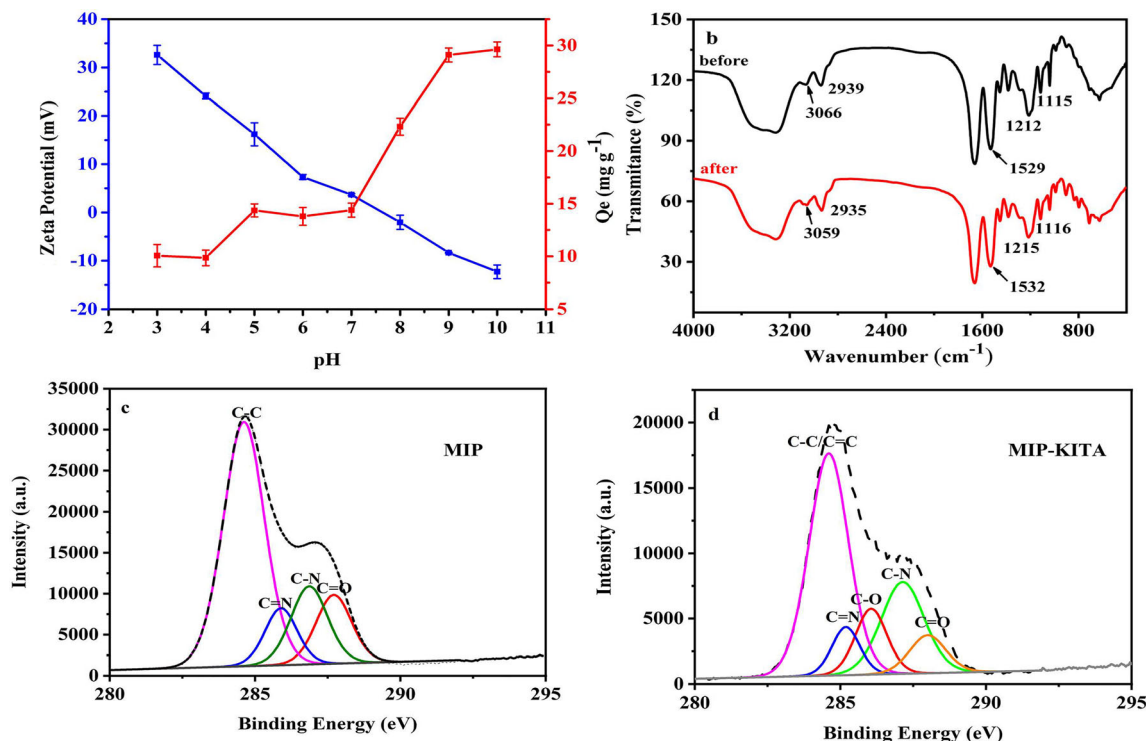 40
30
20
10
0
-10
-20
Zeta Potential (mV)
2 3 4 5 6 7 8 9 10 11
pH
30
25
20
15
10
5
Qe (mg g-1)
b
before
after
2939
3066
1212
1115
1529
2935
3059
1215
1116
1532
150
120
90
60
30
Transmitance (%)
4000 3200 2400 1600 800
Wavenumber (cm-1)
c
MIP
C-C
C=N
C-N
C=O
35000
30000
25000
20000
15000
10000
5000
0
Intensity (a.u.)
280 285 290 295
Binding Energy (eV)
d
MIP-KITA
C-C/C=C
C=N
C-O
C-N
C=O
20000
15000
10000
5000
0
Intensity (a.u.)
280 285 290 295
Binding Energy (eV)